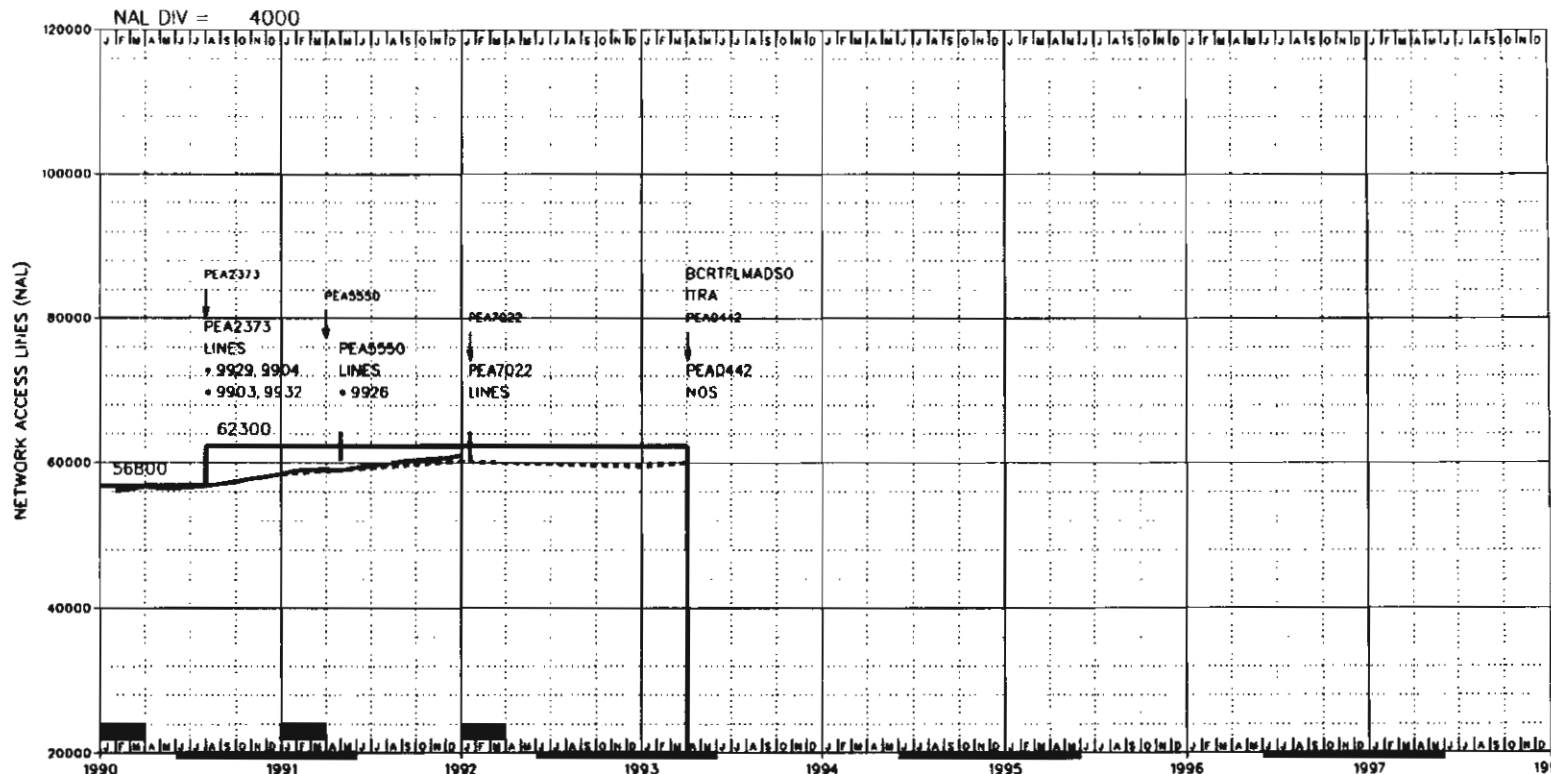 NAL DIV = 4000
120000
J F M A M J J A S O N D J F M A M J J A S O N D J F M A M J J A S O N D J F M A M J J A S O N D J F M A M J J A S O N D J F M A M J J A S O N D J F M A M J J A S O N D J F M A M J J A S O N D
100000
NETWORK ACCESS LINES (NAL)
PEA2373
PEA2373
LINES
• 9929, 9904
• 9903, 9932
PEA5550
PEA5550
LINES
• 9926
PEA7022
PEA7022
LINES
BCRTELMADSO
ITRA
PEA0442
PEA0442
NOS
80000
62300
56800
60000
40000
20000
J F M A M J J A S O N D J F M A M J J A S O N D J F M A M J J A S O N D J F M A M J J A S O N D J F M A M J J A S O N D J F M A M J J A S O N D J F M A M J J A S O N D J F M A M J J A S O N D
1990 1991 1992 1993 1994 1995 1996 1997